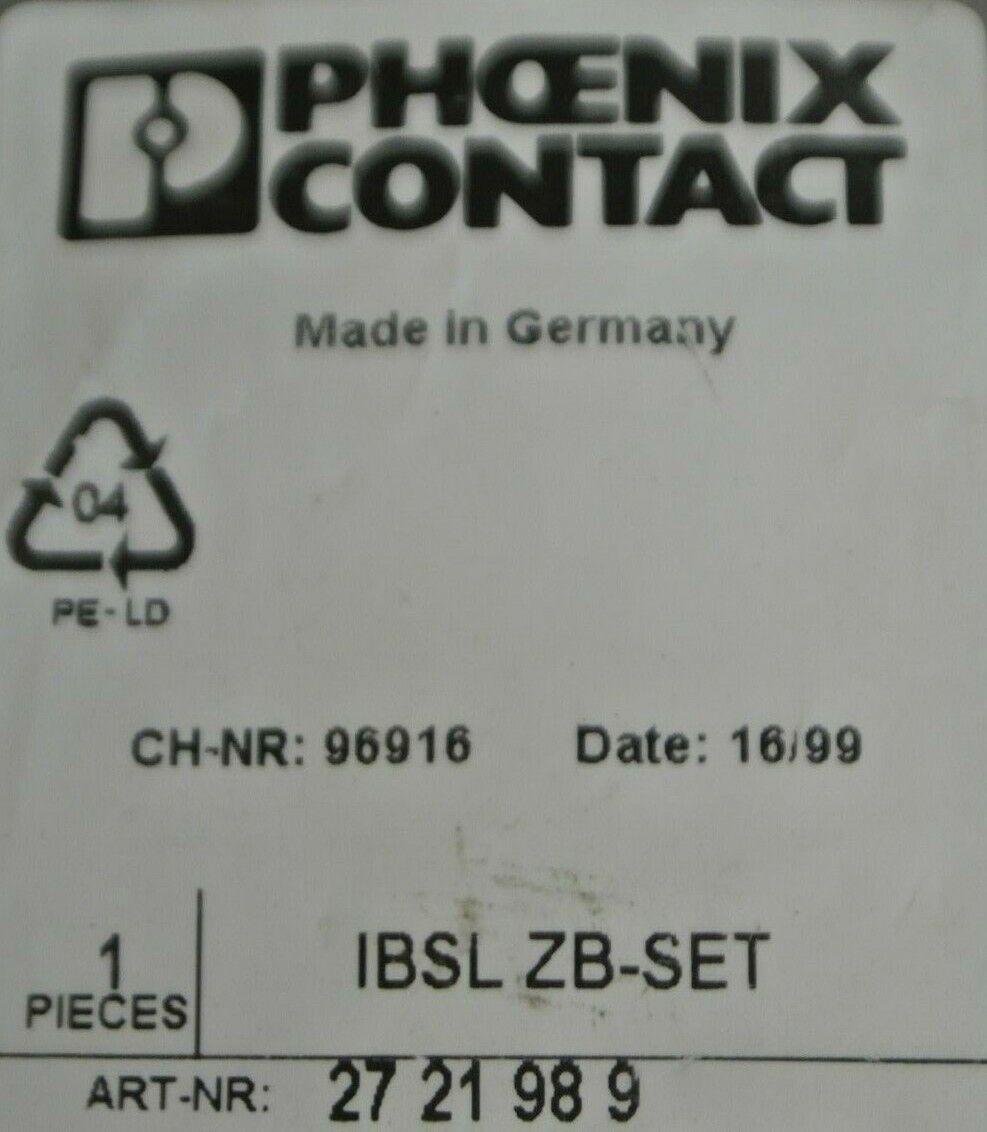 PHŒNIX
CONTACT
Made in Germany
04
PE-LD
CH-NR: 96916 Date: 16/99
1
PIECES
IBSL ZB-SET
ART-NR: 27 21 98 9